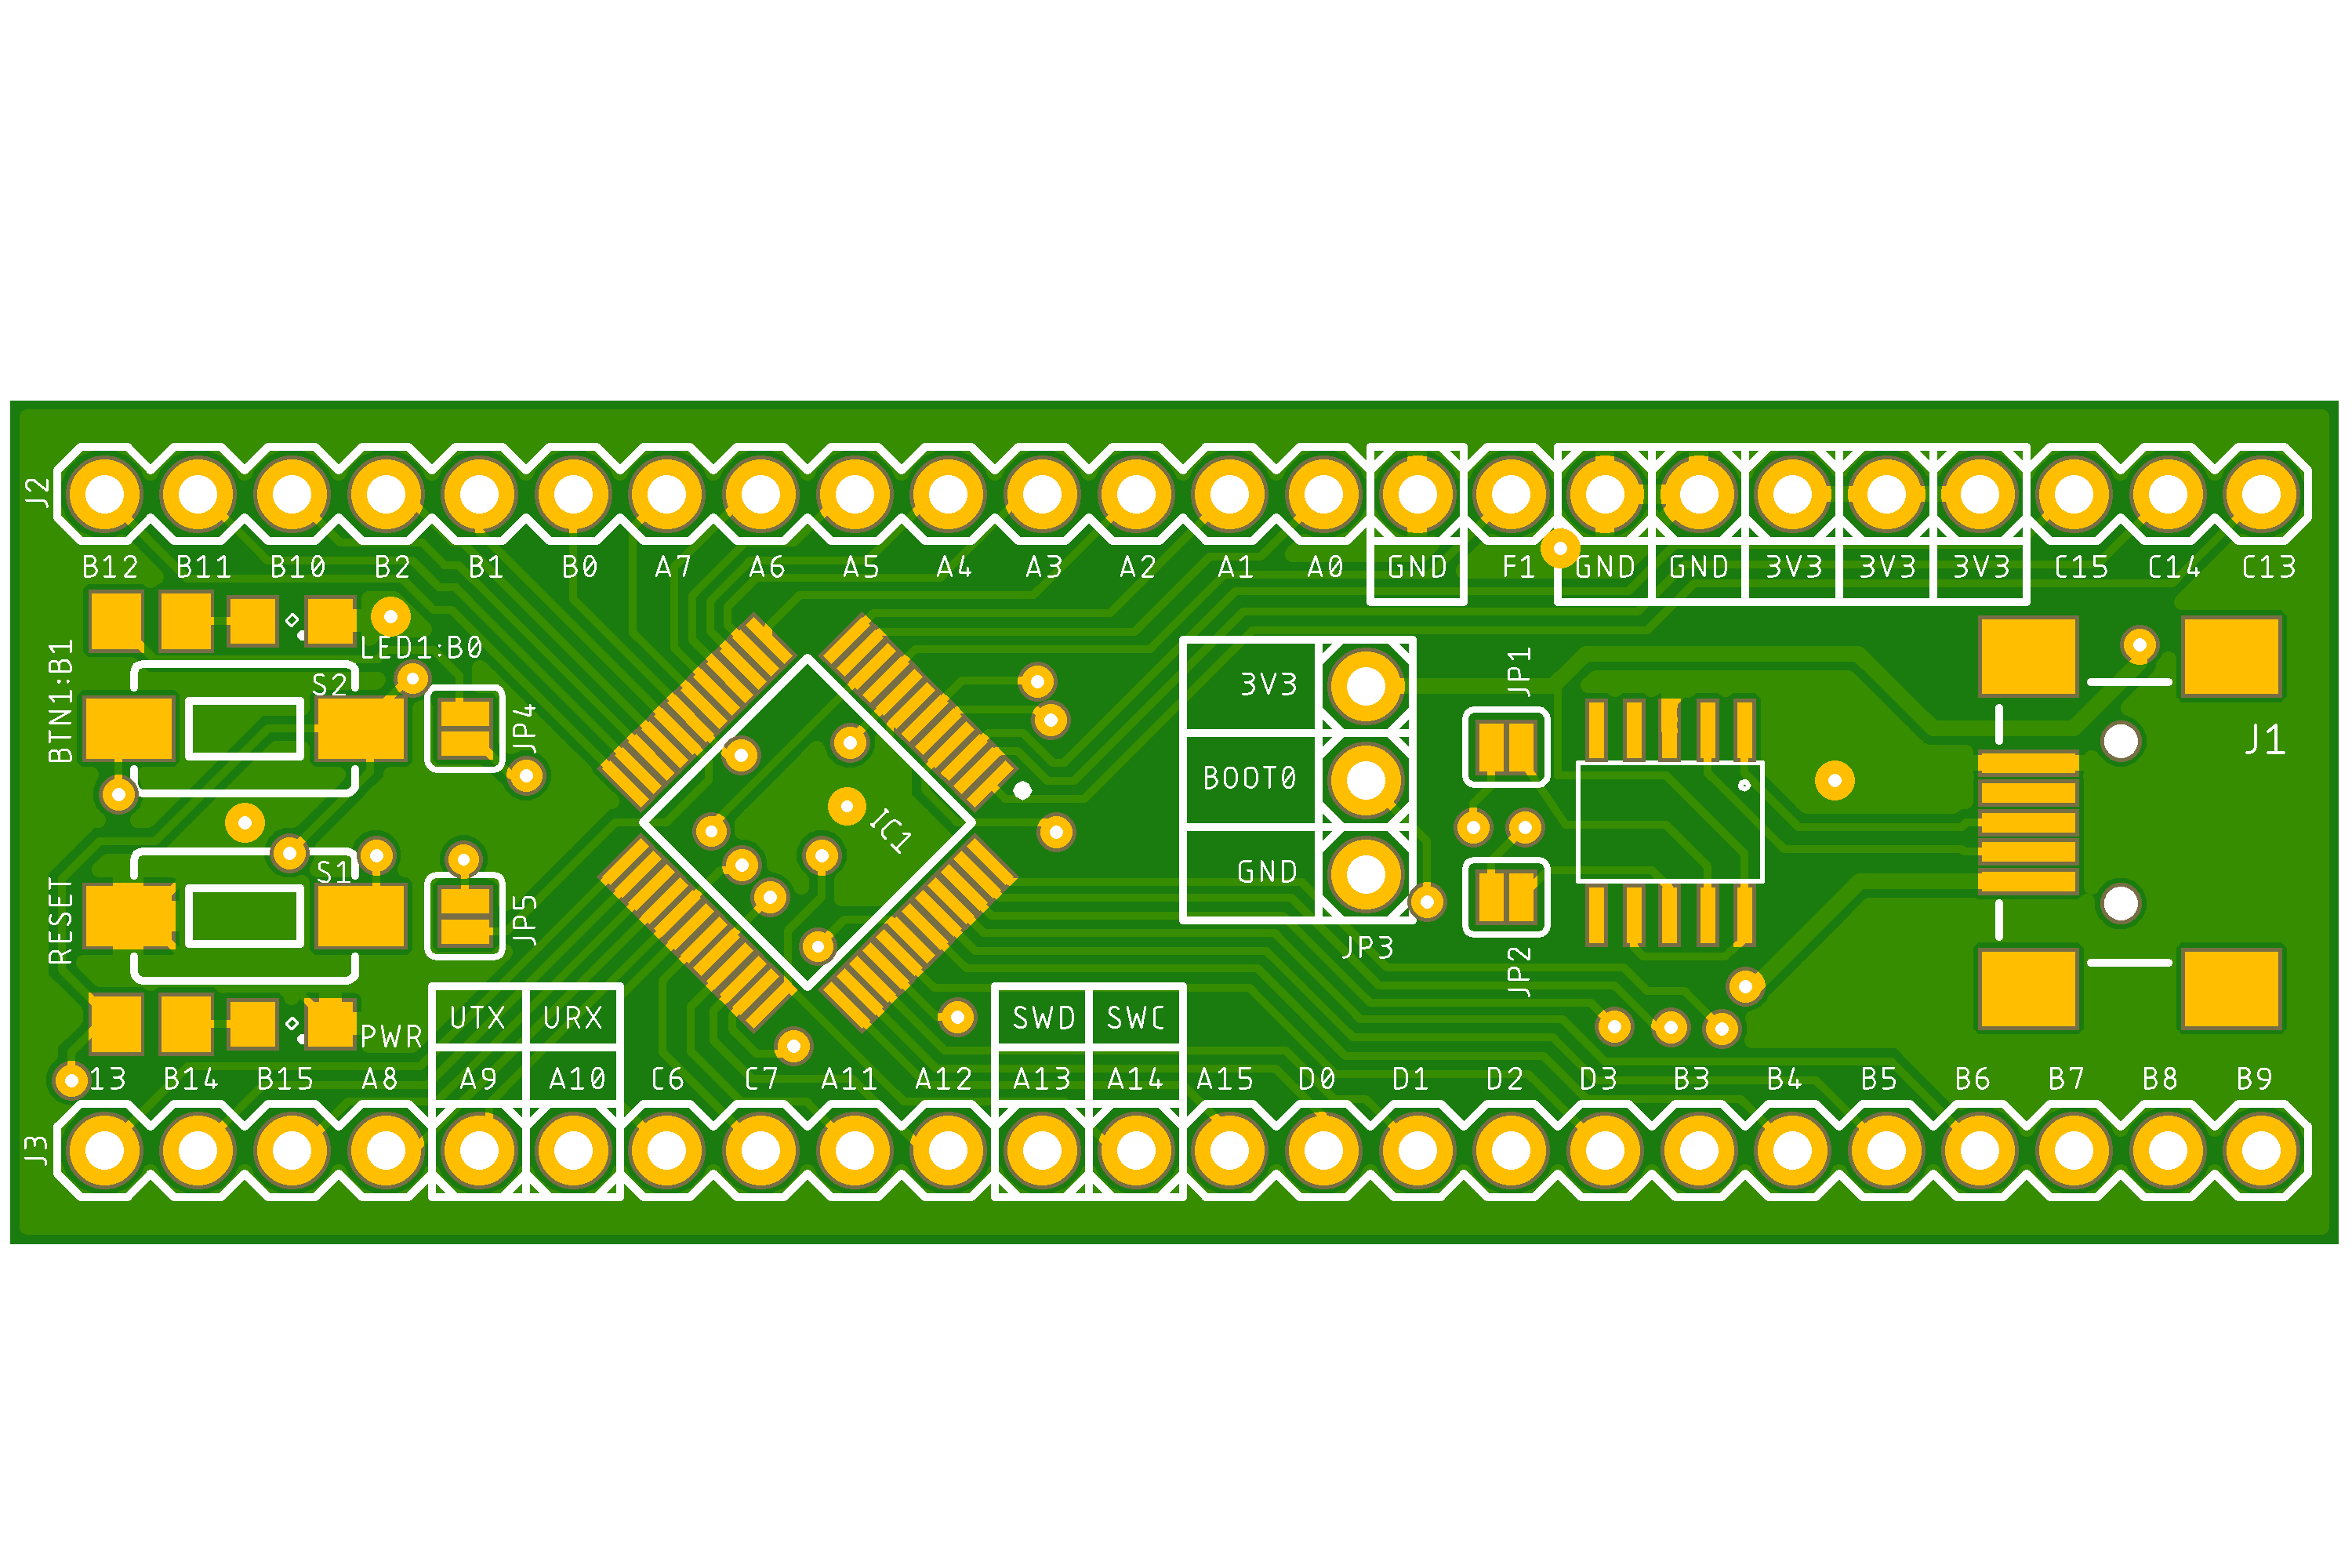 J2
B12 B11 B10 B2 B1 B0 A7 A6 A5 A4 A3 A2 A1 A0 GND F1 GND GND 3V3 3V3 3V3 C15 C14 C13
LED1:B0
BTN1:B1
S2
JP4
3V3
JP1
J1
BOOT0
IC1
S1
RESET
JP5
GND
JP3
JP2
PWR
UTX URX SWD SWC
13 B14 B15 A8 A9 A10 C6 C7 A11 A12 A13 A14 A15 D0 D1 D2 D3 B3 B4 B5 B6 B7 B8 B9
J3